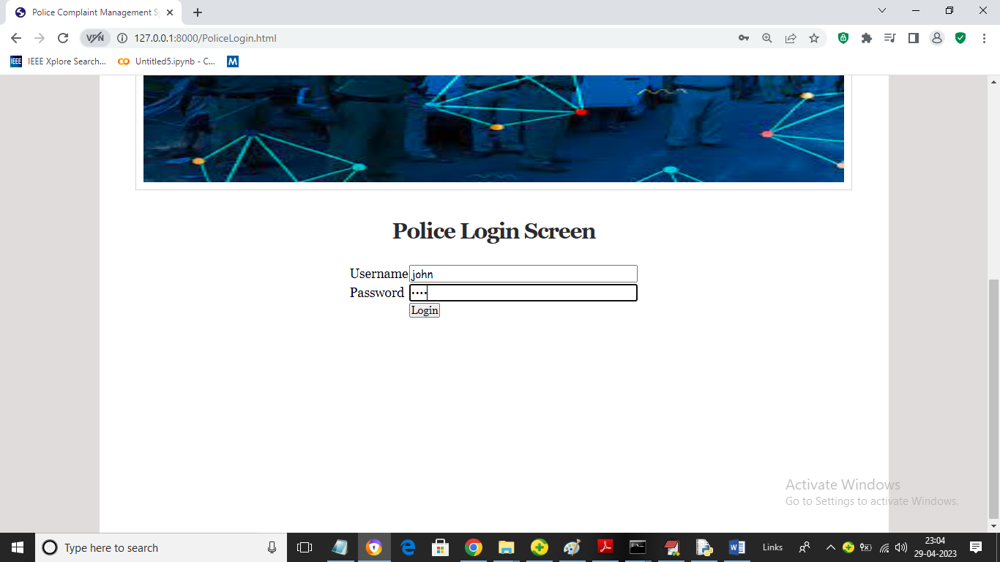 Police Complaint Management S
VPN
127.0.0.1:8000/PoliceLogin.html
IEEE IEEE Xplore Search... Untitled5.ipynb - C... M
Police Login Screen
Username john
Password ••••
Login
Activate Windows
Go to Settings to activate Windows.
Type here to search
Links
23:04
29-04-2023